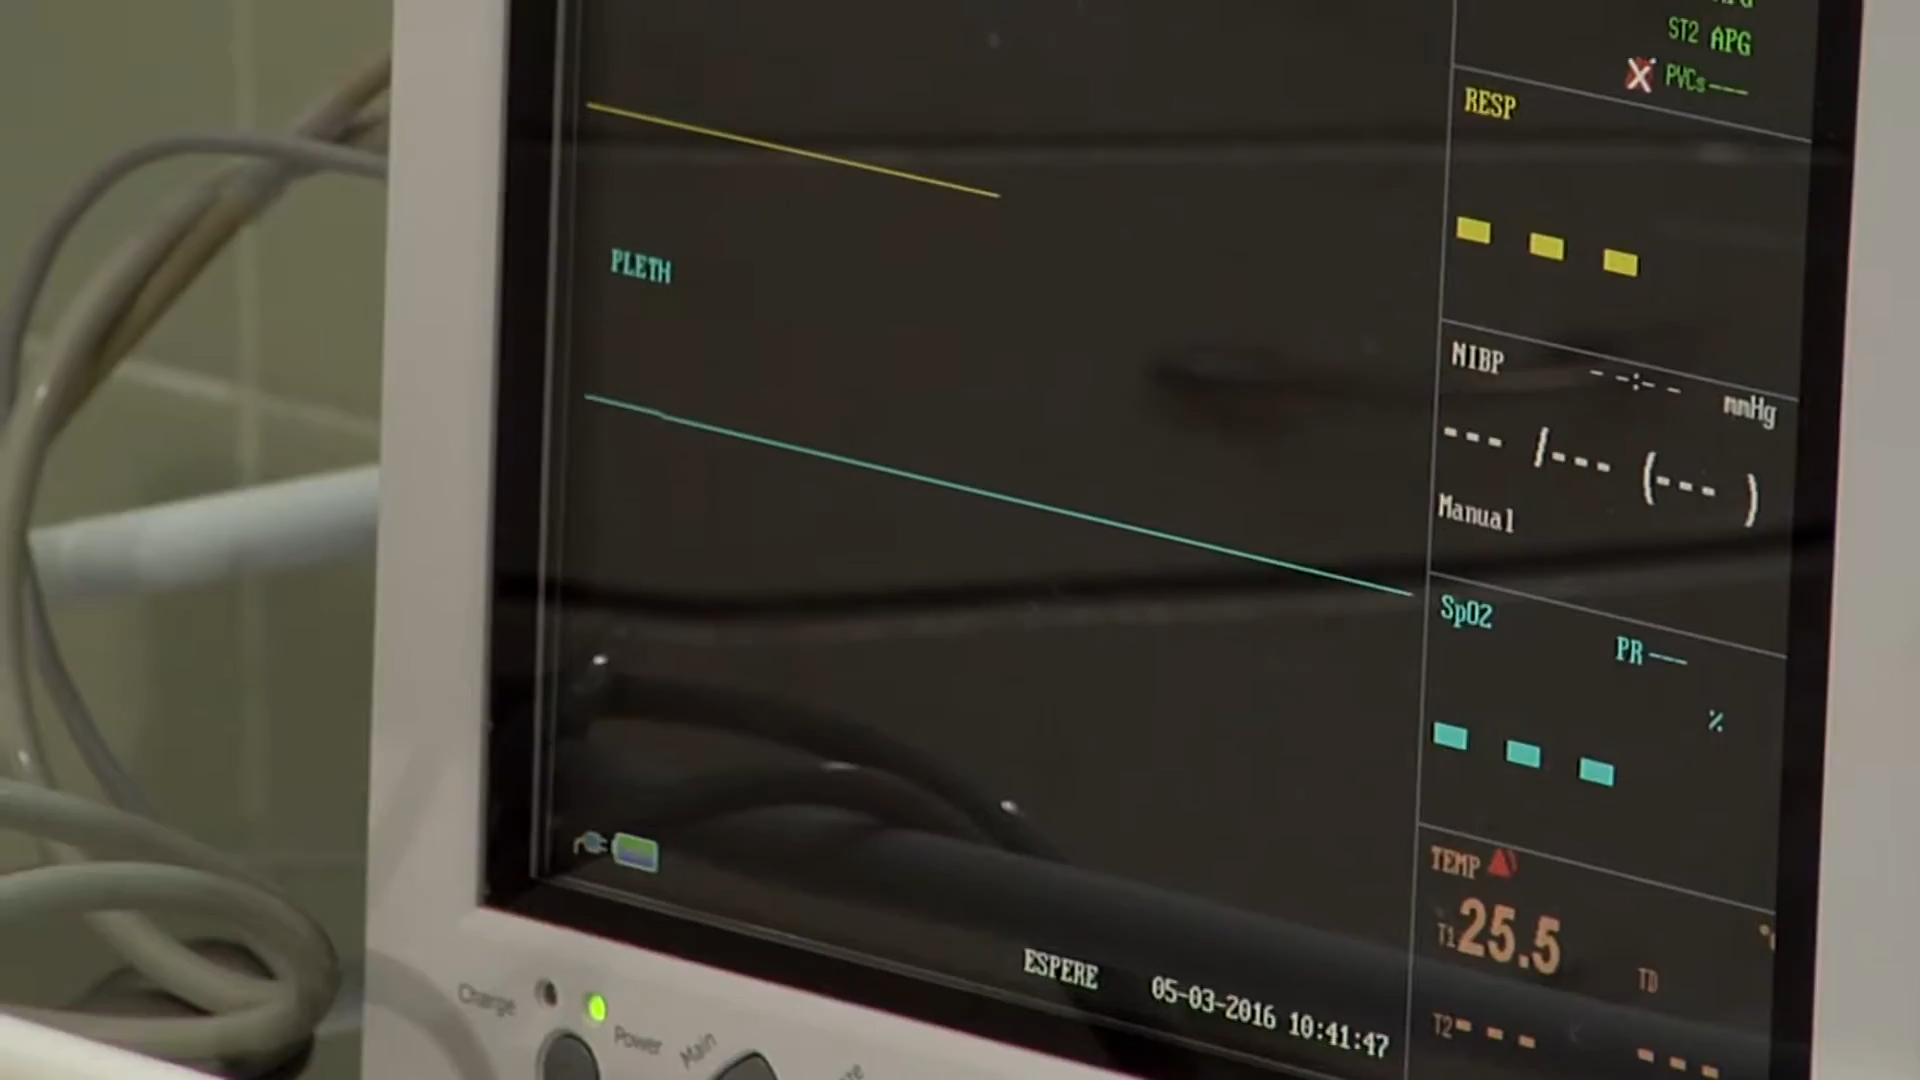 ST2 APG
PVCs---
RESP
- - -
PLETH
NIBP --:-- mmHg
--- /--- (--- )
Manual
SpO2
PR ---
%
- - -
TEMP
T1 25.5
TD
T2 --- ---
ESPERE 05-03-2016 10:41:47
Charge
Power
Main